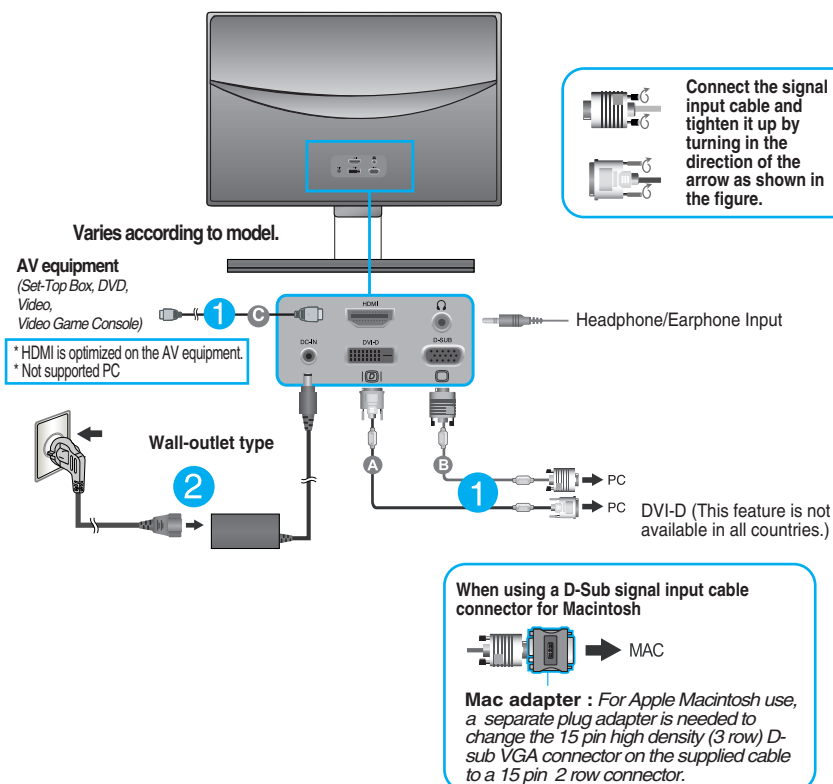 Connect the signal
input cable and
tighten it up by
turning in the
direction of the
arrow as shown in
the figure.
Varies according to model.
AV equipment
(Set-Top Box, DVD,
Video,
Video Game Console)
1
C
* HDMI is optimized on the AV equipment.
* Not supported PC
HDMI
DC-IN
DVI-D
D-SUB
D
Headphone/Earphone Input
Wall-outlet type
2
A
B
1
PC
PC
DVI-D (This feature is not
available in all countries.)
When using a D-Sub signal input cable
connector for Macintosh
MAC
Mac adapter : For Apple Macintosh use,
a separate plug adapter is needed to
change the 15 pin high density (3 row) D-
sub VGA connector on the supplied cable
to a 15 pin 2 row connector.